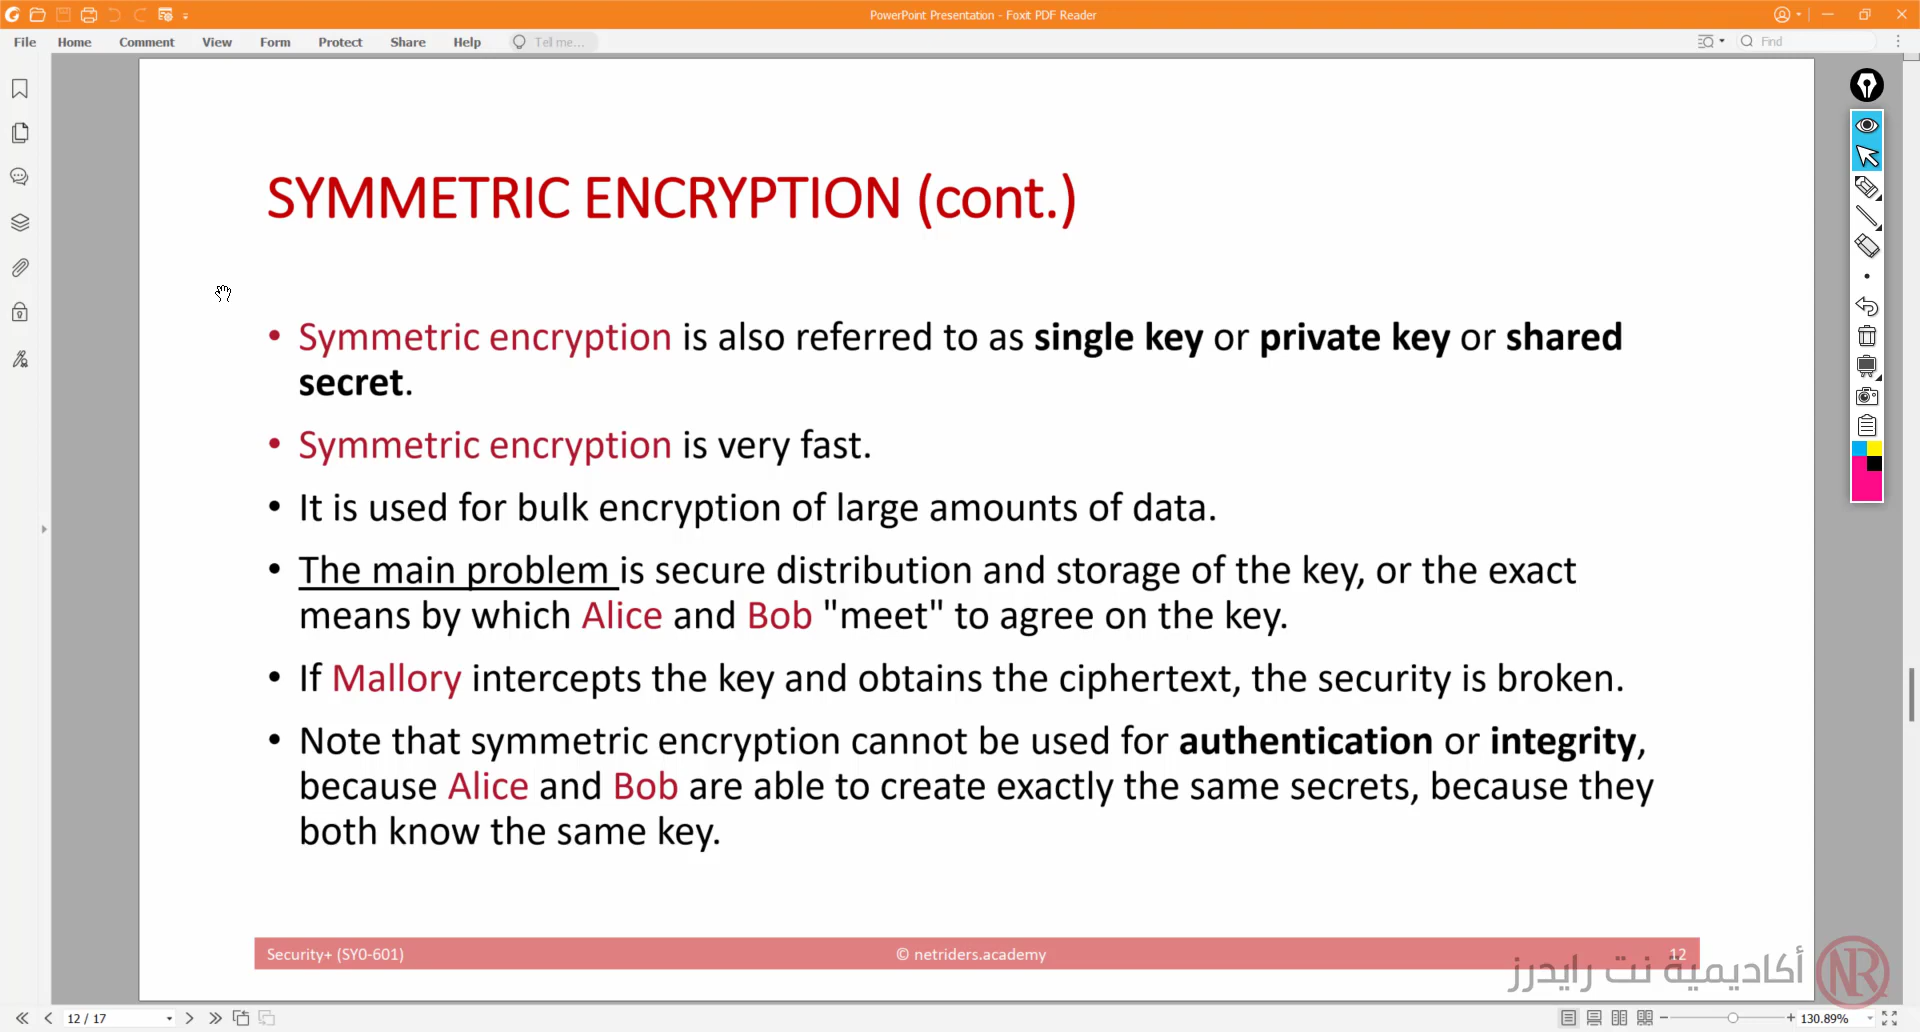 PowerPoint Presentation - Foxit PDF Reader
File Home Comment View Form Protect Share Help Tell me... Find
SYMMETRIC ENCRYPTION (cont.)
• Symmetric encryption is also referred to as single key or private key or shared
secret.
• Symmetric encryption is very fast.
• It is used for bulk encryption of large amounts of data.
• The main problem is secure distribution and storage of the key, or the exact
means by which Alice and Bob "meet" to agree on the key.
• If Mallory intercepts the key and obtains the ciphertext, the security is broken.
• Note that symmetric encryption cannot be used for authentication or integrity,
because Alice and Bob are able to create exactly the same secrets, because they
both know the same key.
Security+ (SY0-601) © netriders.academy 12
أكاديمية نت رايدرز NR
12 / 17 130.89%